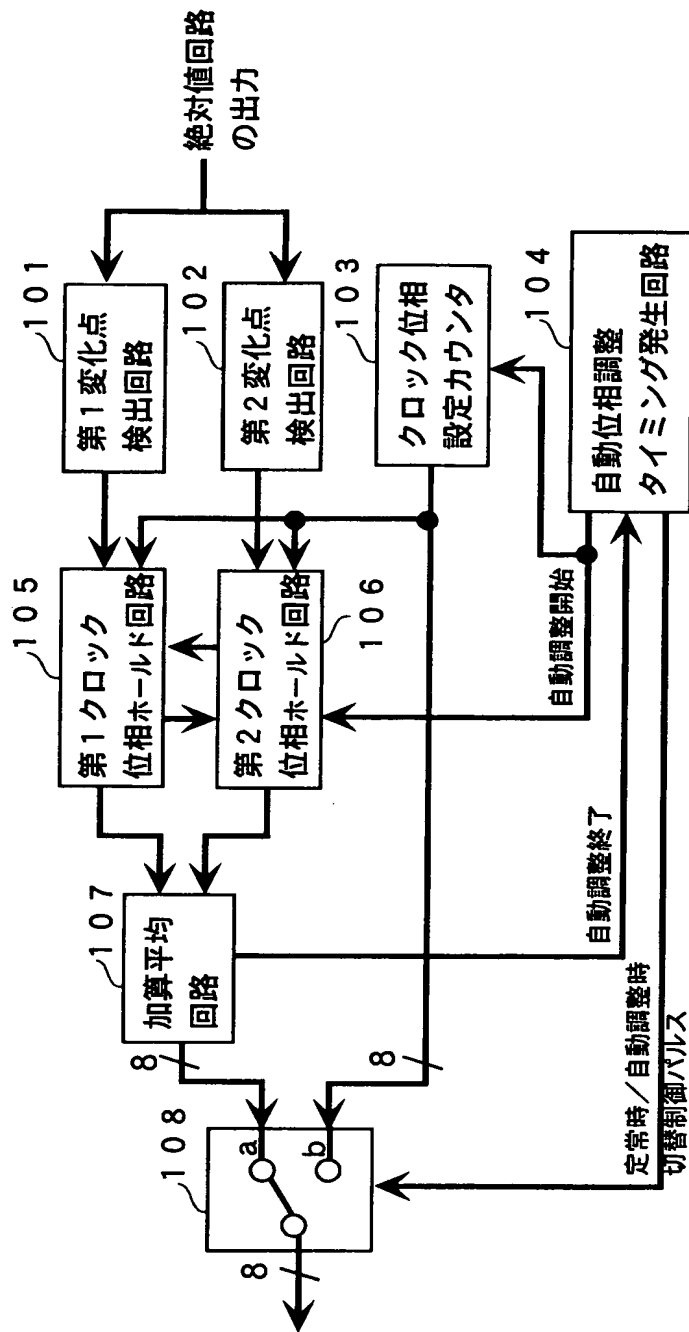 絶対値回路
の出力
101
第1変化点
検出回路
102
第2変化点
検出回路
103
クロック位相
設定カウンタ
104
自動位相調整
タイミング発生回路
105
第1クロック
位相ホールド回路
第2クロック
位相ホールド回路
106
自動調整開始
107
加算平均
回路
自動調整終了
8
8
108
a
b
8
定常時／自動調整時
切替制御パルス